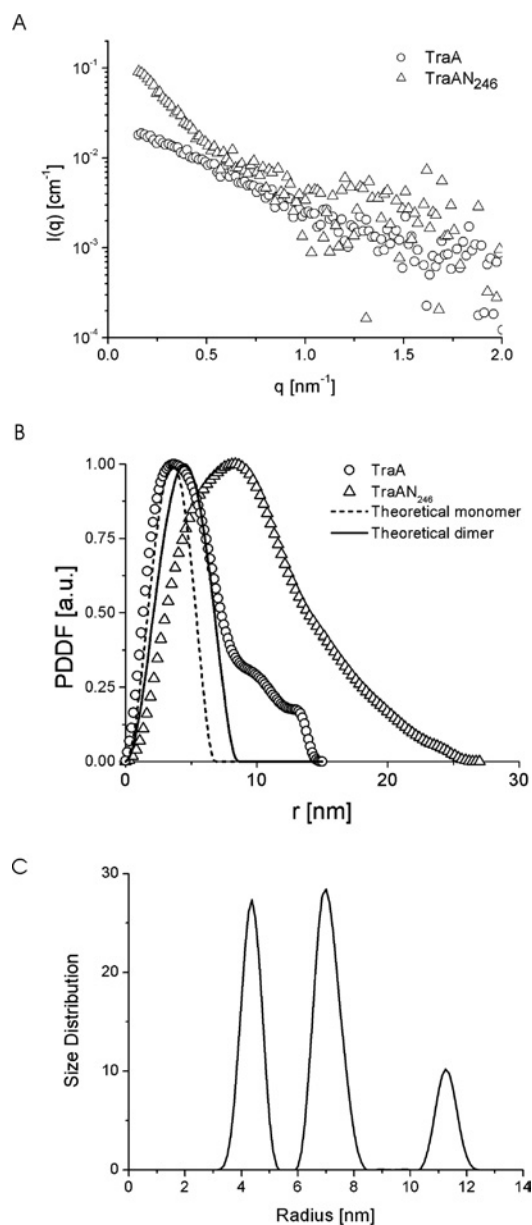 A
TraA
TraAN₂₄₆
10⁻¹
10⁻²
10⁻³
10⁻⁴
I(q) [cm⁻¹]
0.0 0.5 1.0 1.5 2.0
q [nm⁻¹]
B
TraA
TraAN₂₄₆
Theoretical monomer
Theoretical dimer
1.00
0.75
0.50
0.25
0.00
PDDF [a.u.]
0 10 20 30
r [nm]
C
30
20
10
0
Size Distribution
0 2 4 6 8 10 12 14
Radius [nm]